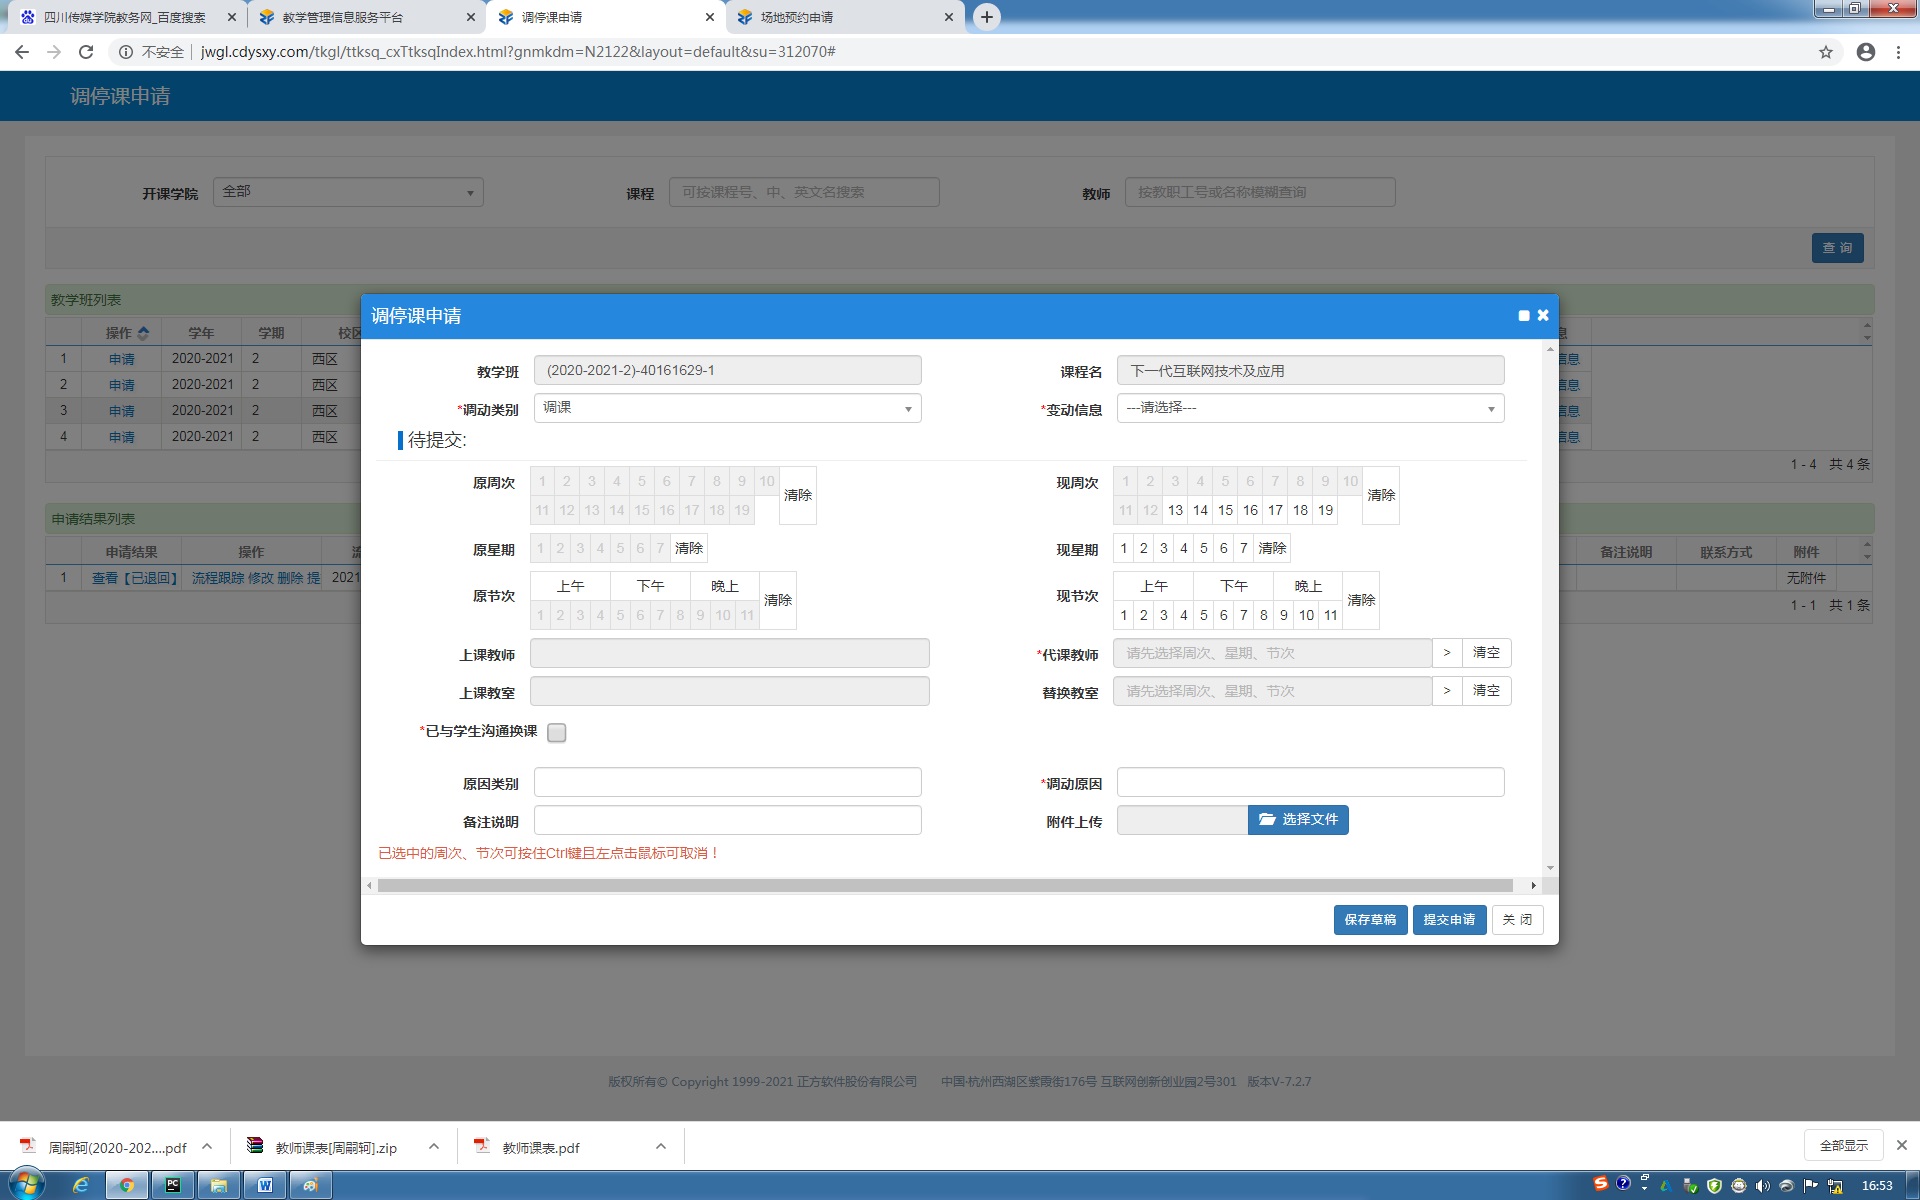 四川传媒学院教务网_百度搜索
教学管理信息服务平台
调停课申请
场地预约申请
不安全 jwgl.cdysxy.com/tkgl/ttksq_cxTtksqIndex.html?gnmkdm=N2122&layout=default&su=312070#
调停课申请
开课学院 全部 课程 可按课程号、中、英文名搜索 教师 按教职工号或名称模糊查询
查 询
教学班列表
操作 学年 学期 校区 息
1 申请 2020-2021 2 西区 信息
2 申请 2020-2021 2 西区 信息
3 申请 2020-2021 2 西区 信息
4 申请 2020-2021 2 西区 信息
1 - 4 共 4 条
申请结果列表
申请结果 操作 流 备注说明 联系方式 附件
1 查看【已退回】 流程跟踪 修改 删除 提 2021 无附件
1 - 1 共 1 条
调停课申请
教学班 (2020-2021-2)-40161629-1 课程名 下一代互联网技术及应用
*调动类别 调课 *变动信息 ---请选择---
待提交:
原周次 1 2 3 4 5 6 7 8 9 10 清除 现周次 1 2 3 4 5 6 7 8 9 10 清除
11 12 13 14 15 16 17 18 19 11 12 13 14 15 16 17 18 19
原星期 1 2 3 4 5 6 7 清除 现星期 1 2 3 4 5 6 7 清除
原节次 上午 下午 晚上 清除 现节次 上午 下午 晚上 清除
1 2 3 4 5 6 7 8 9 10 11 1 2 3 4 5 6 7 8 9 10 11
上课教师 *代课教师 请先选择周次、星期、节次 > 清空
上课教室 替换教室 请先选择周次、星期、节次 > 清空
*已与学生沟通换课
原因类别 *调动原因
备注说明 附件上传 选择文件
已选中的周次、节次可按住Ctrl键且左点击鼠标可取消！
保存草稿 提交申请 关 闭
版权所有© Copyright 1999-2021 正方软件股份有限公司 中国·杭州西湖区紫霞街176号 互联网创新创业园2号301 版本V-7.2.7
周嗣轲(2020-202....pdf 教师课表[周嗣轲].zip 教师课表.pdf 全部显示
16:53